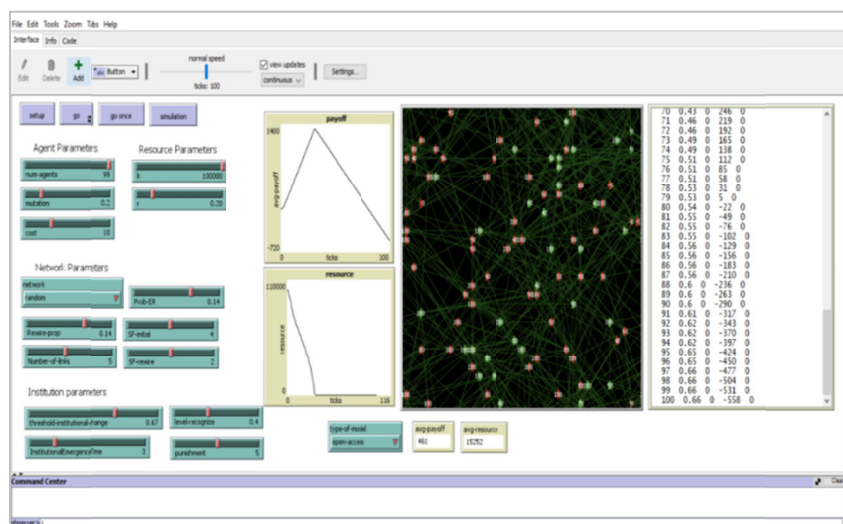 File Edit Tools Zoom Tabs Help
Interface Info Code
Edit Delete Add Button normal speed ticks: 100 view updates continuous Settings...
setup go go once simulation
Agent Parameters
num-agents 99
mutation 0.2
cost 10
Resource Parameters
k 100000
r 0.20
Network Parameters
network
random
Prob-ER 0.14
Rewire-prop 0.14
SF-initial 4
Number-of-links 5
SF-rewire 2
Institution parameters
threshold-institutional-change 0.67
level-recognize 0.4
InstitutionalEmergenceTime 3
punishment 5
payoff
1400
avg-payoff
-720
0 ticks 100
resource
110000
resource
0
0 ticks 116
type-of-model
open-acces
avg-payoff
461
avg-resource
15252
70 0.43 0 246 0
71 0.46 0 219 0
72 0.46 0 192 0
73 0.49 0 165 0
74 0.49 0 138 0
75 0.51 0 112 0
76 0.51 0 85 0
77 0.51 0 58 0
78 0.53 0 31 0
79 0.53 0 5 0
80 0.54 0 -22 0
81 0.55 0 -49 0
82 0.55 0 -76 0
83 0.55 0 -102 0
84 0.56 0 -129 0
85 0.56 0 -156 0
86 0.56 0 -183 0
87 0.56 0 -210 0
88 0.6 0 -236 0
89 0.6 0 -263 0
90 0.6 0 -290 0
91 0.61 0 -317 0
92 0.62 0 -343 0
93 0.62 0 -370 0
94 0.62 0 -397 0
95 0.65 0 -424 0
96 0.65 0 -450 0
97 0.66 0 -477 0
98 0.66 0 -504 0
99 0.66 0 -531 0
100 0.66 0 -558 0
Command Center